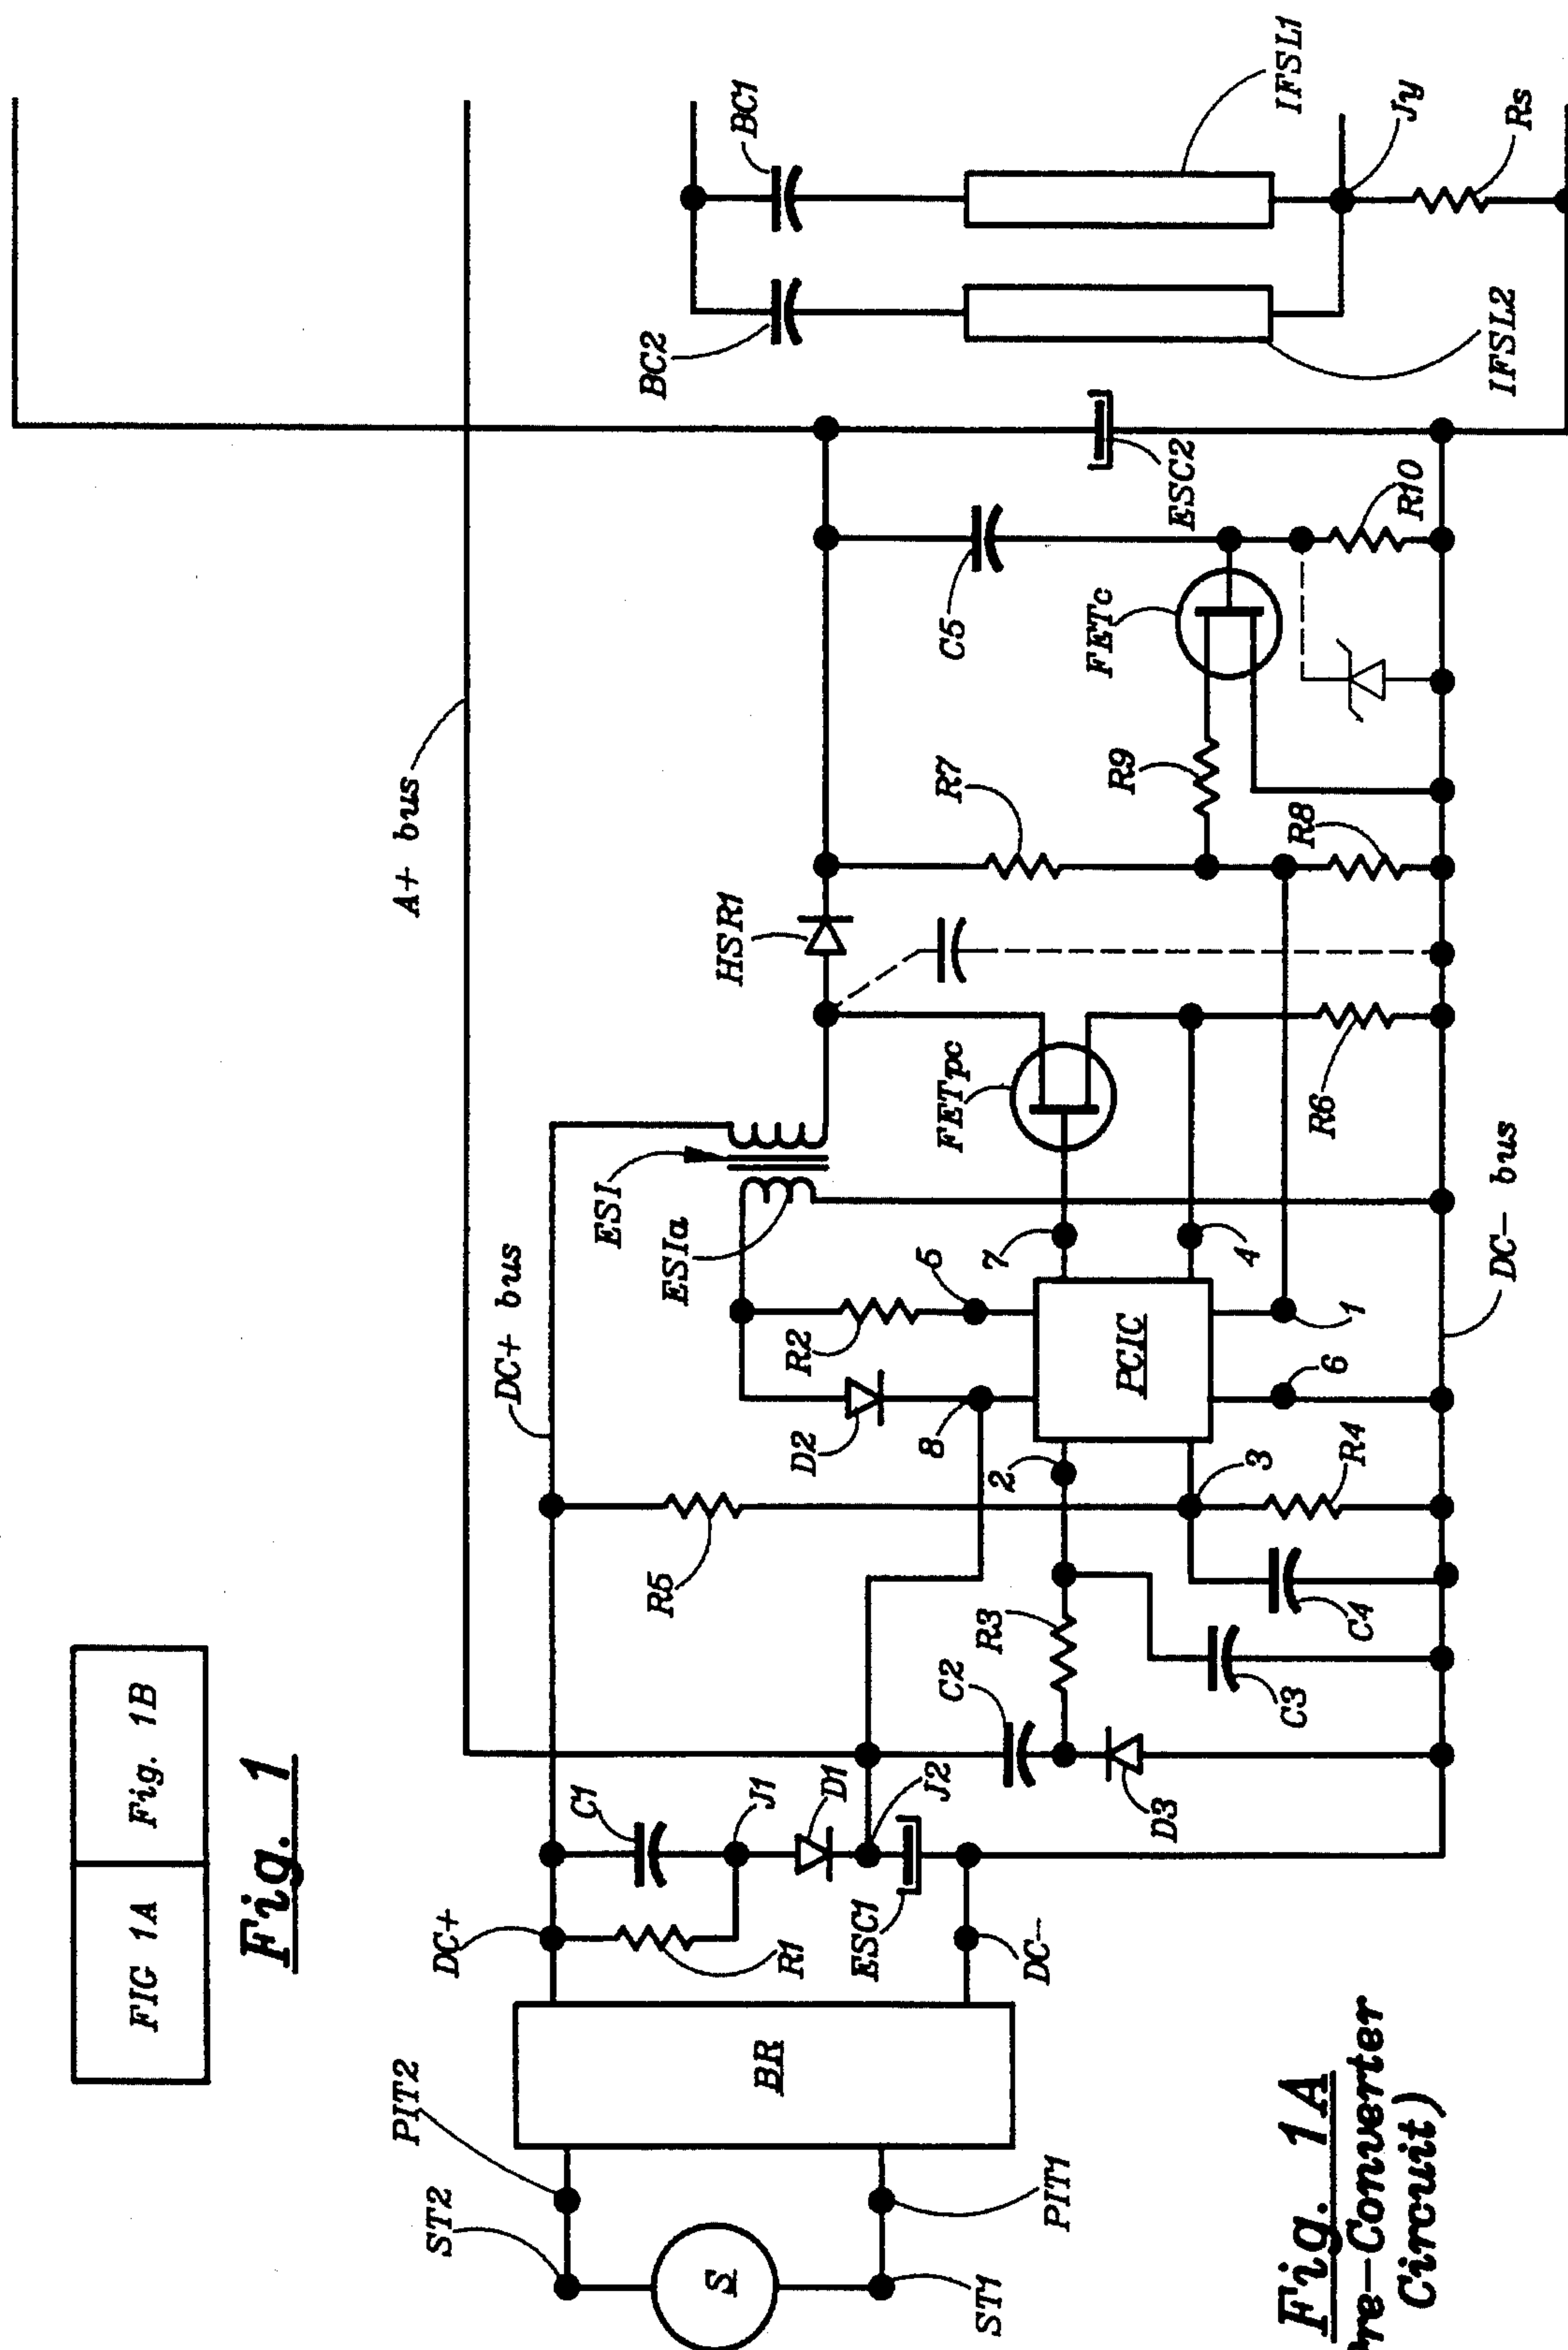 FIG 1A
Fig. 1B
Fig. 1
A+ bus
DC+ bus
DC+
C1
J1
R1
D1
J2
ESC1
DC-
PIT2
ST2
BR
S
PIT1
ST1
R5
D2
R2
ESI
ESIa
8
5
C2
R3
2
PCIC
7
4
3
6
1
R4
C4
C3
D3
HSR1
FETpc
R6
R7
R9
R8
C5
FETc
R10
ESC2
BC2
BC1
IFSL2
IFSL1
Jy
Rs
DC- bus
Fig. 1A
Pre-Converter
Circuit)